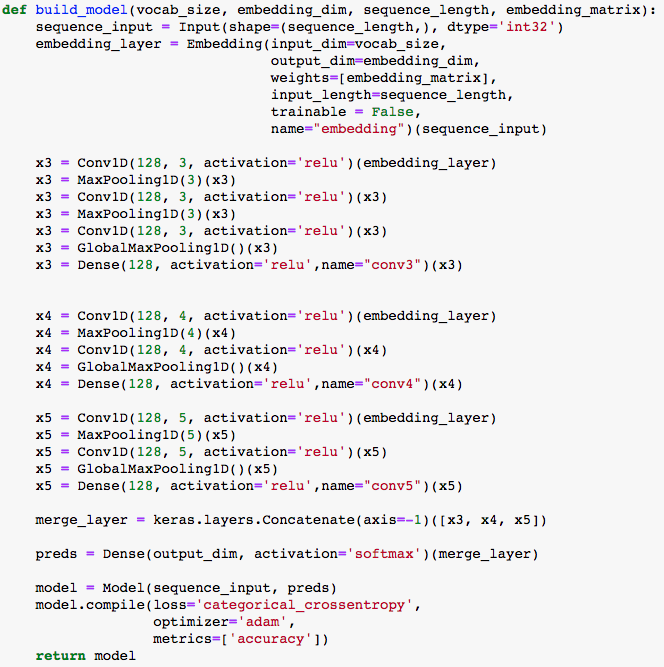 def build_model(vocab_size, embedding_dim, sequence_length, embedding_matrix):
    sequence_input = Input(shape=(sequence_length,), dtype='int32')
    embedding_layer = Embedding(input_dim=vocab_size,
                                output_dim=embedding_dim,
                                weights=[embedding_matrix],
                                input_length=sequence_length,
                                trainable = False,
                                name="embedding")(sequence_input)

    x3 = Conv1D(128, 3, activation='relu')(embedding_layer)
    x3 = MaxPooling1D(3)(x3)
    x3 = Conv1D(128, 3, activation='relu')(x3)
    x3 = MaxPooling1D(3)(x3)
    x3 = Conv1D(128, 3, activation='relu')(x3)
    x3 = GlobalMaxPooling1D()(x3)
    x3 = Dense(128, activation='relu',name="conv3")(x3)


    x4 = Conv1D(128, 4, activation='relu')(embedding_layer)
    x4 = MaxPooling1D(4)(x4)
    x4 = Conv1D(128, 4, activation='relu')(x4)
    x4 = GlobalMaxPooling1D()(x4)
    x4 = Dense(128, activation='relu',name="conv4")(x4)

    x5 = Conv1D(128, 5, activation='relu')(embedding_layer)
    x5 = MaxPooling1D(5)(x5)
    x5 = Conv1D(128, 5, activation='relu')(x5)
    x5 = GlobalMaxPooling1D()(x5)
    x5 = Dense(128, activation='relu',name="conv5")(x5)

    merge_layer = keras.layers.Concatenate(axis=-1)([x3, x4, x5])

    preds = Dense(output_dim, activation='softmax')(merge_layer)

    model = Model(sequence_input, preds)
    model.compile(loss='categorical_crossentropy',
                  optimizer='adam',
                  metrics=['accuracy'])
    return model